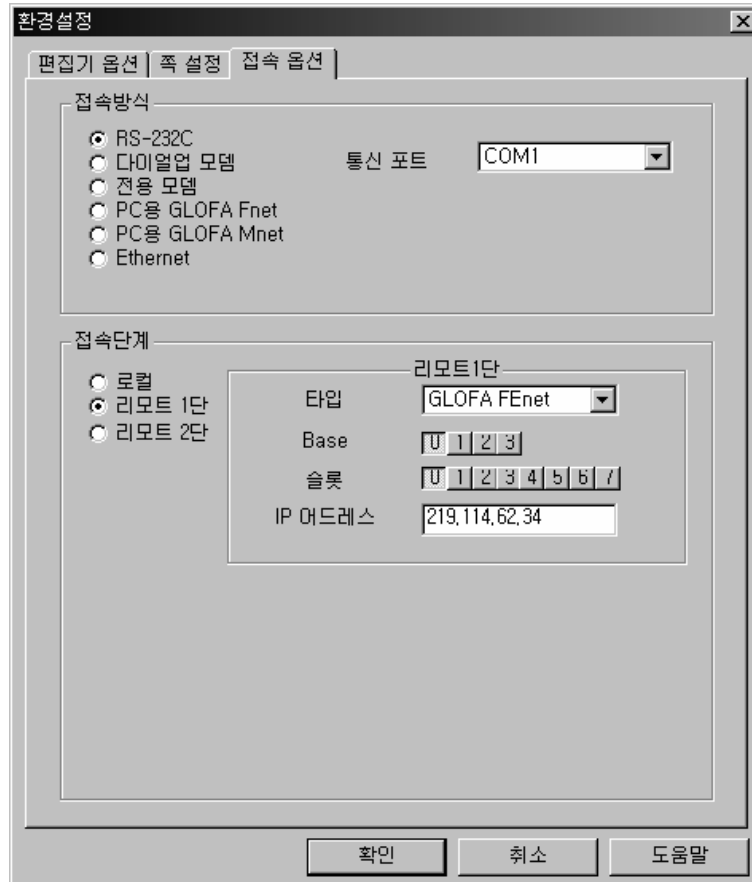 환경설정
편집기 옵션 쪽 설정 접속 옵션
접속방식
RS-232C
다이얼업 모뎀
전용 모뎀
PC용 GLOFA Fnet
PC용 GLOFA Mnet
Ethernet
통신 포트 COM1
접속단계
로컬
리모트 1단
리모트 2단
리모트1단
타입 GLOFA FEnet
Base 0 1 2 3
슬롯 0 1 2 3 4 5 6 7
IP 어드레스 219,114,62,34
확인 취소 도움말